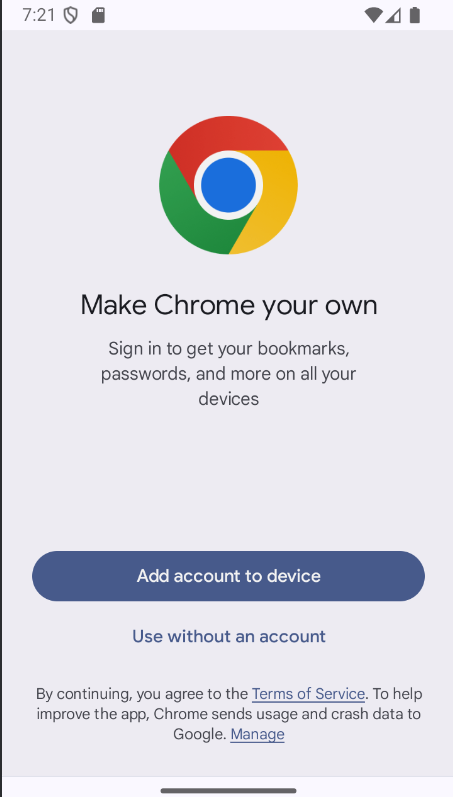 7:21
Make Chrome your own
Sign in to get your bookmarks,
passwords, and more on all your
devices
Add account to device
Use without an account
By continuing, you agree to the Terms of Service. To help
improve the app, Chrome sends usage and crash data to
Google. Manage